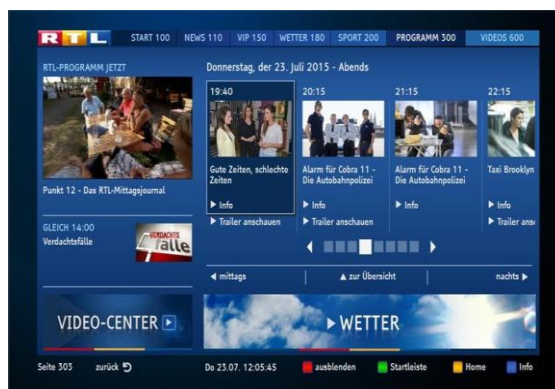 RTL START 100 NEWS 110 VIP 150 WETTER 180 SPORT 200 PROGRAMM 300 VIDEOS 600
RTL-PROGRAMM JETZT
Punkt 12 - Das RTL-Mittagsjournal
GLEICH 14:00
Verdachtsfälle
VERDACHTS
fälle
Donnerstag, der 23. Juli 2015 - Abends
19:40
Gute Zeiten, schlechte
Zeiten
Info
Trailer anschauen
20:15
Alarm für Cobra 11 -
Die Autobahnpolizei
Info
Trailer anschauen
21:15
Alarm für Cobra 11 -
Die Autobahnpolizei
Info
22:15
Taxi Brooklyn
Info
Trailer ans
mittags zur Übersicht nachts
VIDEO-CENTER
WETTER
Seite 303 zurück Do 23.07. 12:05:45 ausblenden Startleiste Home Info